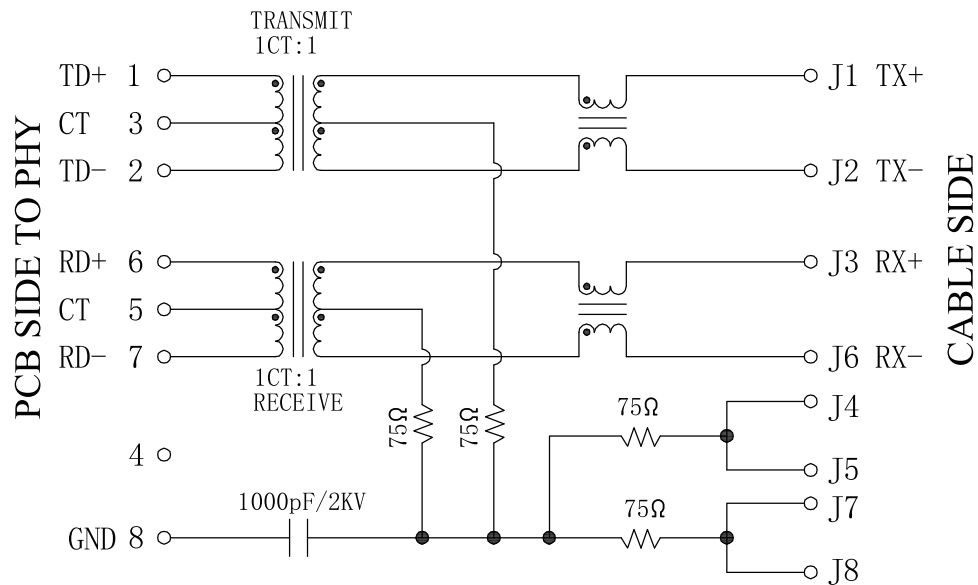 TRANSMIT
1CT:1
TD+ 1
CT 3
TD- 2
J1 TX+
J2 TX-
PCB SIDE TO PHY
CABLE SIDE
RD+ 6
CT 5
RD- 7
J3 RX+
J6 RX-
1CT:1
RECEIVE
75Ω
75Ω
75Ω
J4
J5
4
1000pF/2KV
GND 8
75Ω
J7
J8